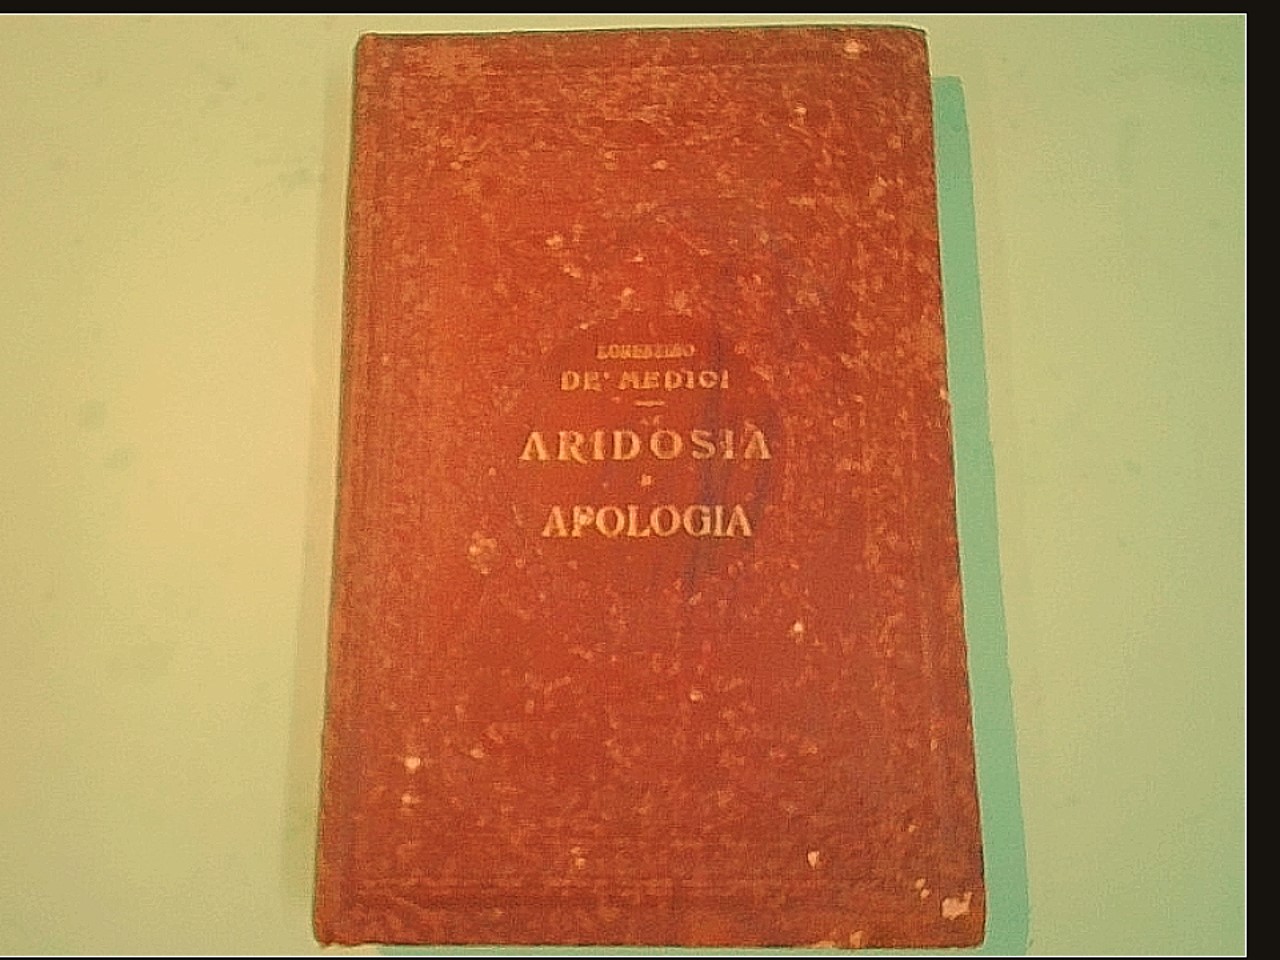 LORENZINO
DE' MEDICI
ARIDOSIA
E
APOLOGIA